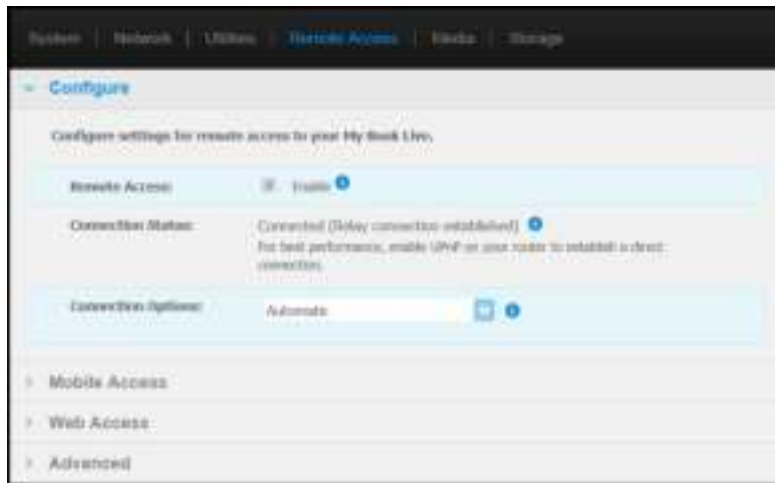 System | Network | Utilities | Remote Access | Media | Storage
Configure
Configure settings for remote access to your My Book Live.
Remote Access: Enable
Connection Status: Connected (Relay connection established)
For best performance, enable UPnP on your router to establish a direct
connection.
Connection Options: Automatic
Mobile Access
Web Access
Advanced